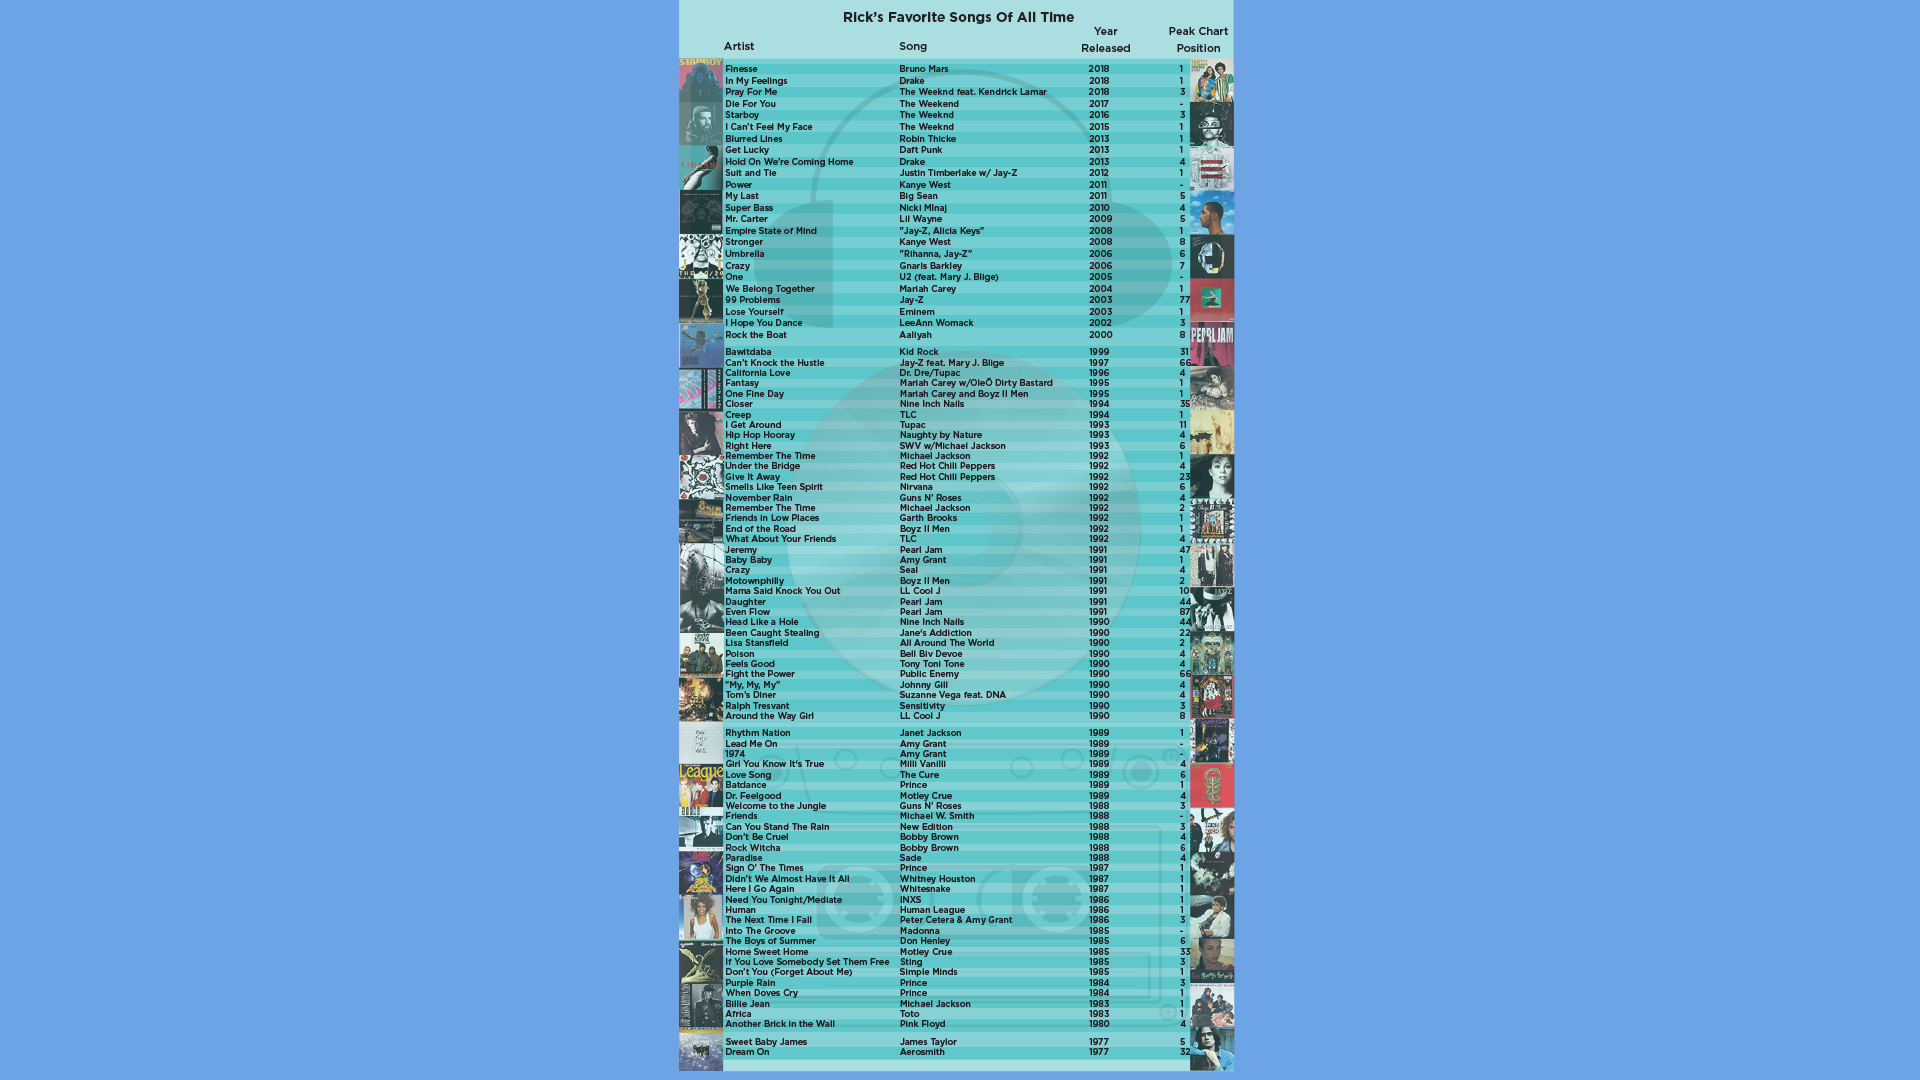 Rick's Favorite Songs Of All Time
Artist Song Year Released Peak Chart Position
Finesse Bruno Mars 2018 1
In My Feelings Drake 2018 1
Pray For Me The Weeknd feat. Kendrick Lamar 2018 3
Die For You The Weekend 2017 -
Starboy The Weeknd 2016 3
I Can't Feel My Face The Weeknd 2015 1
Blurred Lines Robin Thicke 2013 1
Get Lucky Daft Punk 2013 1
Hold On We're Coming Home Drake 2013 4
Suit and Tie Justin Timberlake w/ Jay-Z 2012 1
Power Kanye West 2011 -
My Last Big Sean 2011 5
Super Bass Nicki Minaj 2010 4
Mr. Carter Lil Wayne 2009 5
Empire State of Mind "Jay-Z, Alicia Keys" 2008 1
Stronger Kanye West 2008 8
Umbrella "Rihanna, Jay-Z" 2006 6
Crazy Gnarls Barkley 2006 7
One U2 (feat. Mary J. Blige) 2005 -
We Belong Together Mariah Carey 2004 1
99 Problems Jay-Z 2003 77
Lose Yourself Eminem 2003 1
I Hope You Dance LeeAnn Womack 2002 3
Rock the Boat Aaliyah 2000 8
Bawitdaba Kid Rock 1999 31
Can't Knock the Hustle Jay-Z feat. Mary J. Blige 1997 66
California Love Dr. Dre/Tupac 1996 4
Fantasy Mariah Carey w/OleÕ Dirty Bastard 1995 1
One Fine Day Mariah Carey and Boyz II Men 1995 1
Closer Nine Inch Nails 1994 35
Creep TLC 1994 1
I Get Around Tupac 1993 11
Hip Hop Hooray Naughty by Nature 1993 4
Right Here SWV w/Michael Jackson 1993 6
Remember The Time Michael Jackson 1992 1
Under the Bridge Red Hot Chili Peppers 1992 4
Give It Away Red Hot Chili Peppers 1992 23
Smells Like Teen Spirit Nirvana 1992 6
November Rain Guns N' Roses 1992 4
Remember The Time Michael Jackson 1992 2
Friends in Low Places Garth Brooks 1992 1
End of the Road Boyz II Men 1992 1
What About Your Friends TLC 1992 4
Jeremy Pearl Jam 1991 47
Baby Baby Amy Grant 1991 1
Crazy Seal 1991 4
Motownphilly Boyz II Men 1991 2
Mama Said Knock You Out LL Cool J 1991 10
Daughter Pearl Jam 1991 44
Even Flow Pearl Jam 1991 87
Head Like a Hole Nine Inch Nails 1990 44
Been Caught Stealing Jane's Addiction 1990 22
Lisa Stansfield All Around The World 1990 2
Poison Bell Biv Devoe 1990 4
Feels Good Tony Toni Tone 1990 4
Fight the Power Public Enemy 1990 66
"My, My, My" Johnny Gill 1990 4
Tom's Diner Suzanne Vega feat. DNA 1990 4
Ralph Tresvant Sensitivity 1990 3
Around the Way Girl LL Cool J 1990 8
Rhythm Nation Janet Jackson 1989 1
Lead Me On Amy Grant 1989 -
1974 Amy Grant 1989 -
Girl You Know It's True Milli Vanilli 1989 4
Love Song The Cure 1989 6
Batdance Prince 1989 1
Dr. Feelgood Motley Crue 1989 4
Welcome to the Jungle Guns N' Roses 1988 3
Friends Michael W. Smith 1988 -
Can You Stand The Rain New Edition 1988 3
Don't Be Cruel Bobby Brown 1988 4
Rock Witcha Bobby Brown 1988 6
Paradise Sade 1988 4
Sign O' The Times Prince 1987 1
Didn't We Almost Have It All Whitney Houston 1987 1
Here I Go Again Whitesnake 1987 1
Need You Tonight/Mediate INXS 1986 1
Human Human League 1986 1
The Next Time I Fall Peter Cetera & Amy Grant 1986 3
Into The Groove Madonna 1985 -
The Boys of Summer Don Henley 1985 6
Home Sweet Home Motley Crue 1985 33
If You Love Somebody Set Them Free Sting 1985 3
Don't You (Forget About Me) Simple Minds 1985 1
Purple Rain Prince 1984 3
When Doves Cry Prince 1984 1
Billie Jean Michael Jackson 1983 1
Africa Toto 1983 1
Another Brick in the Wall Pink Floyd 1980 4
Sweet Baby James James Taylor 1977 5
Dream On Aerosmith 1977 32
STARBOY
PEARL JAM
League
JAY-Z